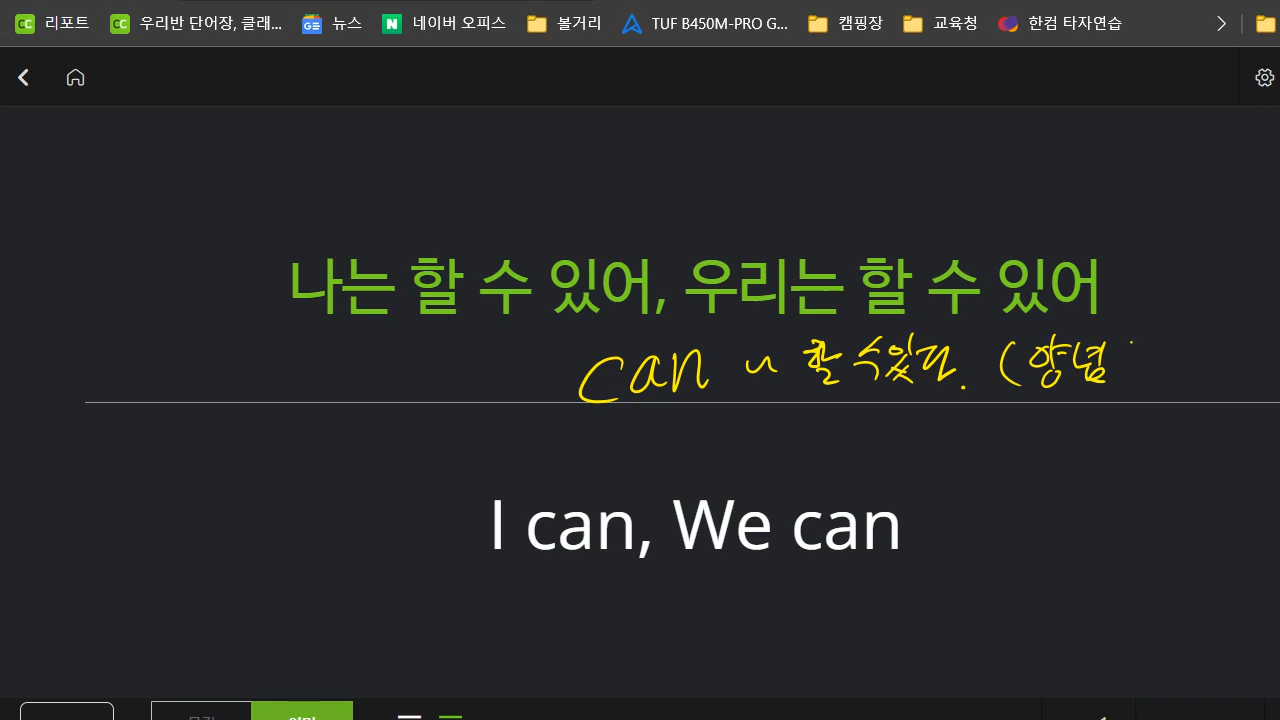 리포트 우리반 단어장, 클래... 뉴스 네이버 오피스 볼거리 TUF B450M-PRO G... 캠핑장 교육청 한컴 타자연습
나는 할 수 있어, 우리는 할 수 있어
can ~ 할 수 있다. (양념
I can, We can